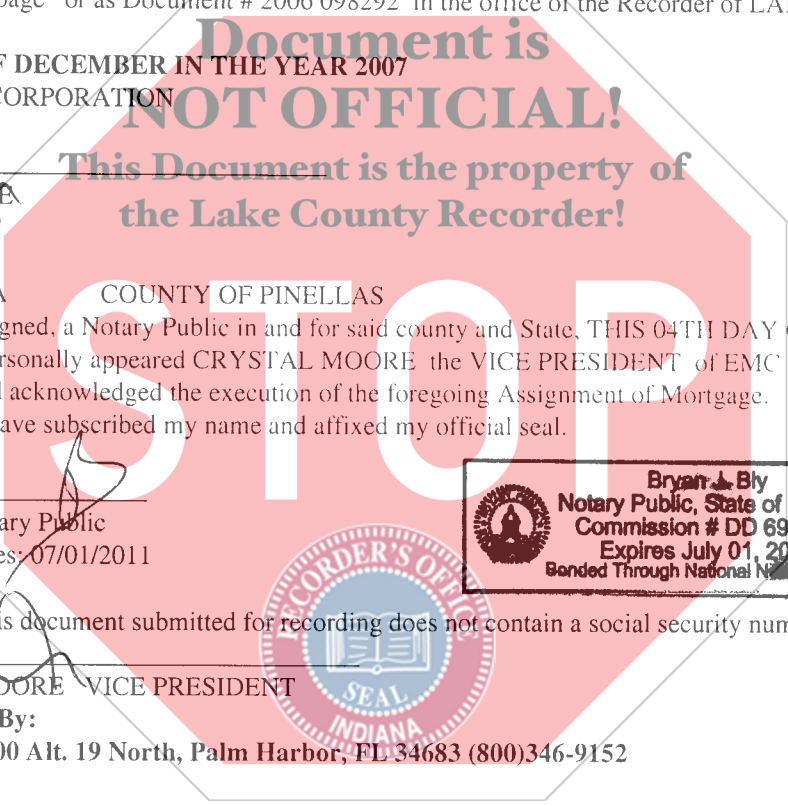 page or as Document # 2006 098292 in the office of the Recorder of LA
Document is
F DECEMBER IN THE YEAR 2007
CORPORATION
NOT OFFICIAL!
This Document is the property of
the Lake County Recorder!
COUNTY OF PINELLAS
gned, a Notary Public in and for said county and State, THIS 04TH DAY
rsonally appeared CRYSTAL MOORE the VICE PRESIDENT of EMC
acknowledged the execution of the foregoing Assignment of Mortgage.
ave subscribed my name and affixed my official seal.
STOP
Bryan J. Bly
Notary Public, State of
Commission # DD 69
Expires July 01, 20
Bonded Through National N
ary Public
es: 07/01/2011
RECORDER'S OFFICE
SEAL
INDIANA
is document submitted for recording does not contain a social security num
OORE VICE PRESIDENT
By:
00 Alt. 19 North, Palm Harbor, FL 34683 (800)346-9152